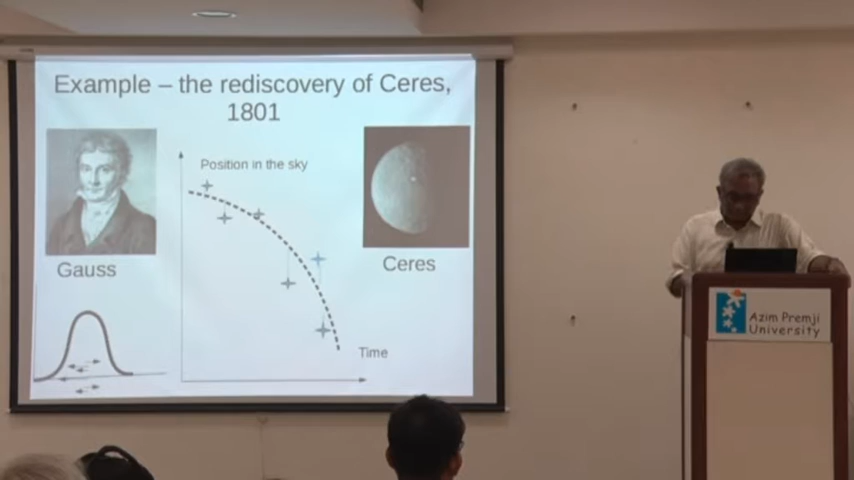 Example – the rediscovery of Ceres,
1801
Position in the sky
Gauss
Ceres
Time
Azim Premji
University